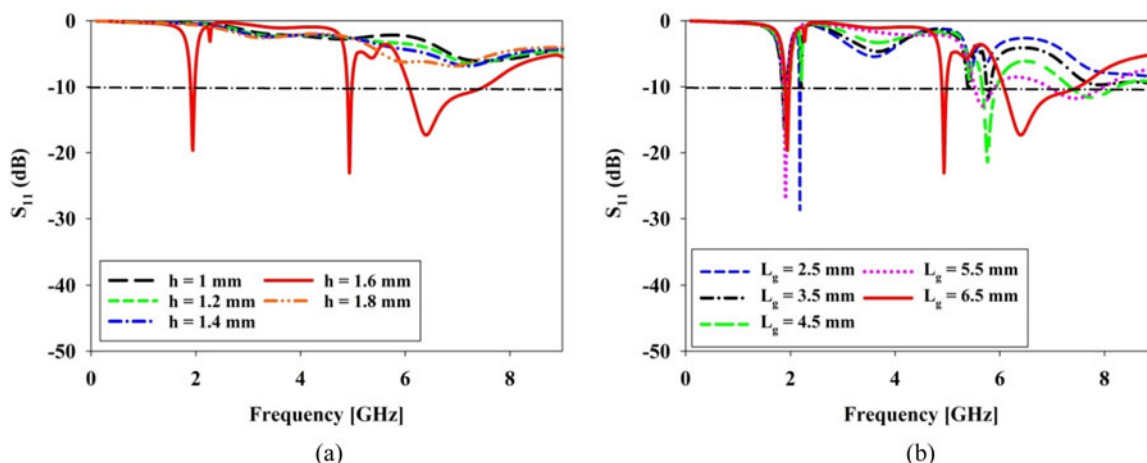 0
-10
-20
-30
-40
-50
S11 (dB)
h = 1 mm
h = 1.2 mm
h = 1.4 mm
h = 1.6 mm
h = 1.8 mm
0 2 4 6 8
Frequency [GHz]
(a)
0
-10
-20
-30
-40
-50
S11 (dB)
Lg = 2.5 mm
Lg = 3.5 mm
Lg = 4.5 mm
Lg = 5.5 mm
Lg = 6.5 mm
0 2 4 6 8
Frequency [GHz]
(b)